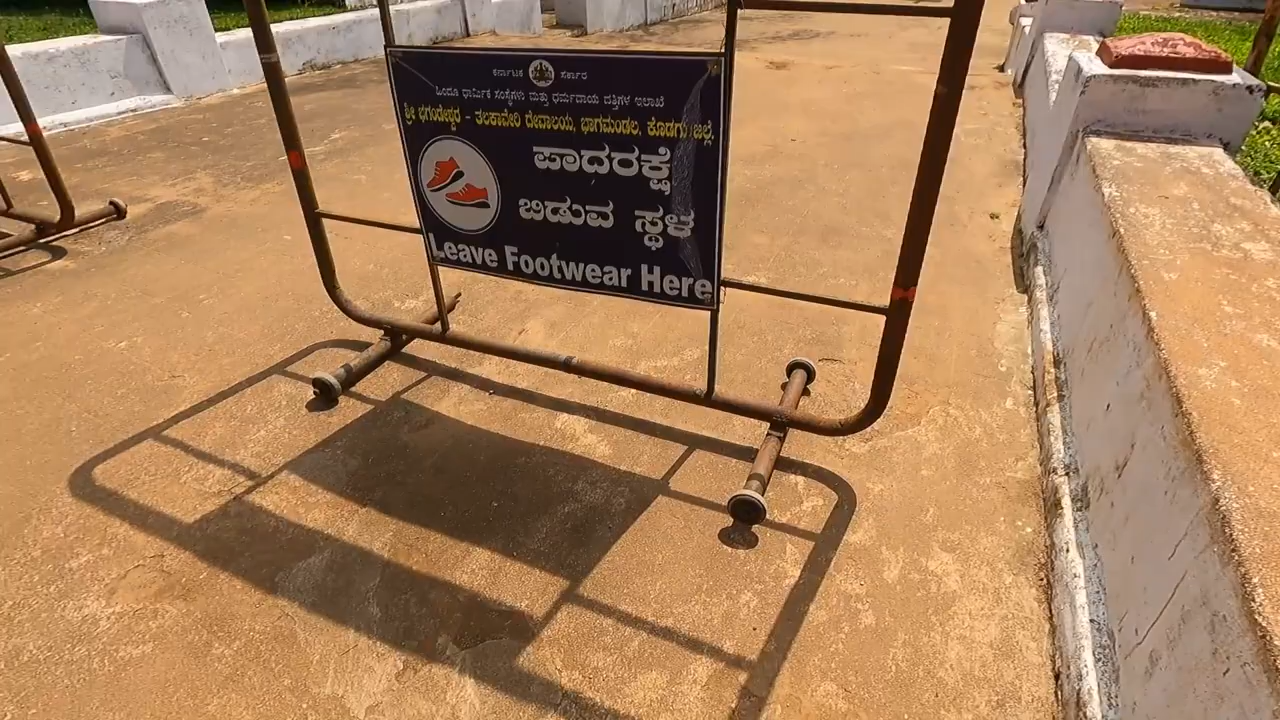 ಕರ್ನಾಟಕ ಸರ್ಕಾರ
ಹಿಂದೂ ಧಾರ್ಮಿಕ ಸಂಸ್ಥೆಗಳು ಮತ್ತು ಧರ್ಮದಾಯ ದತ್ತಿಗಳ ಇಲಾಖೆ
ಶ್ರೀ ಭಗಂಡೇಶ್ವರ - ತಲಕಾವೇರಿ ದೇವಾಲಯ, ಭಾಗಮಂಡಲ. ಕೊಡಗು ಜಿಲ್ಲೆ.
ಪಾದರಕ್ಷೆ
ಬಿಡುವ ಸ್ಥಳ
Leave Footwear Here